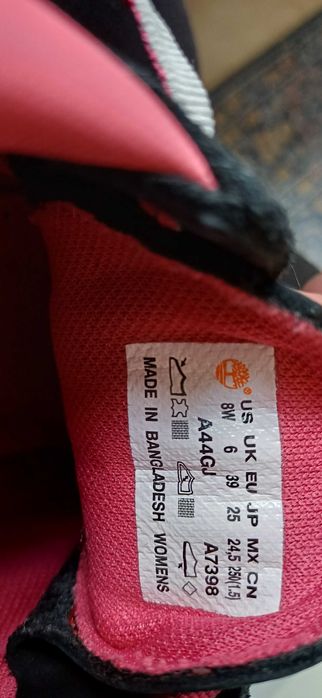 US UK EU JP MX CN
8W 6 39 25 24,5 250(1.5)
A44GJ A7398
MADE IN BANGLADESH WOMENS